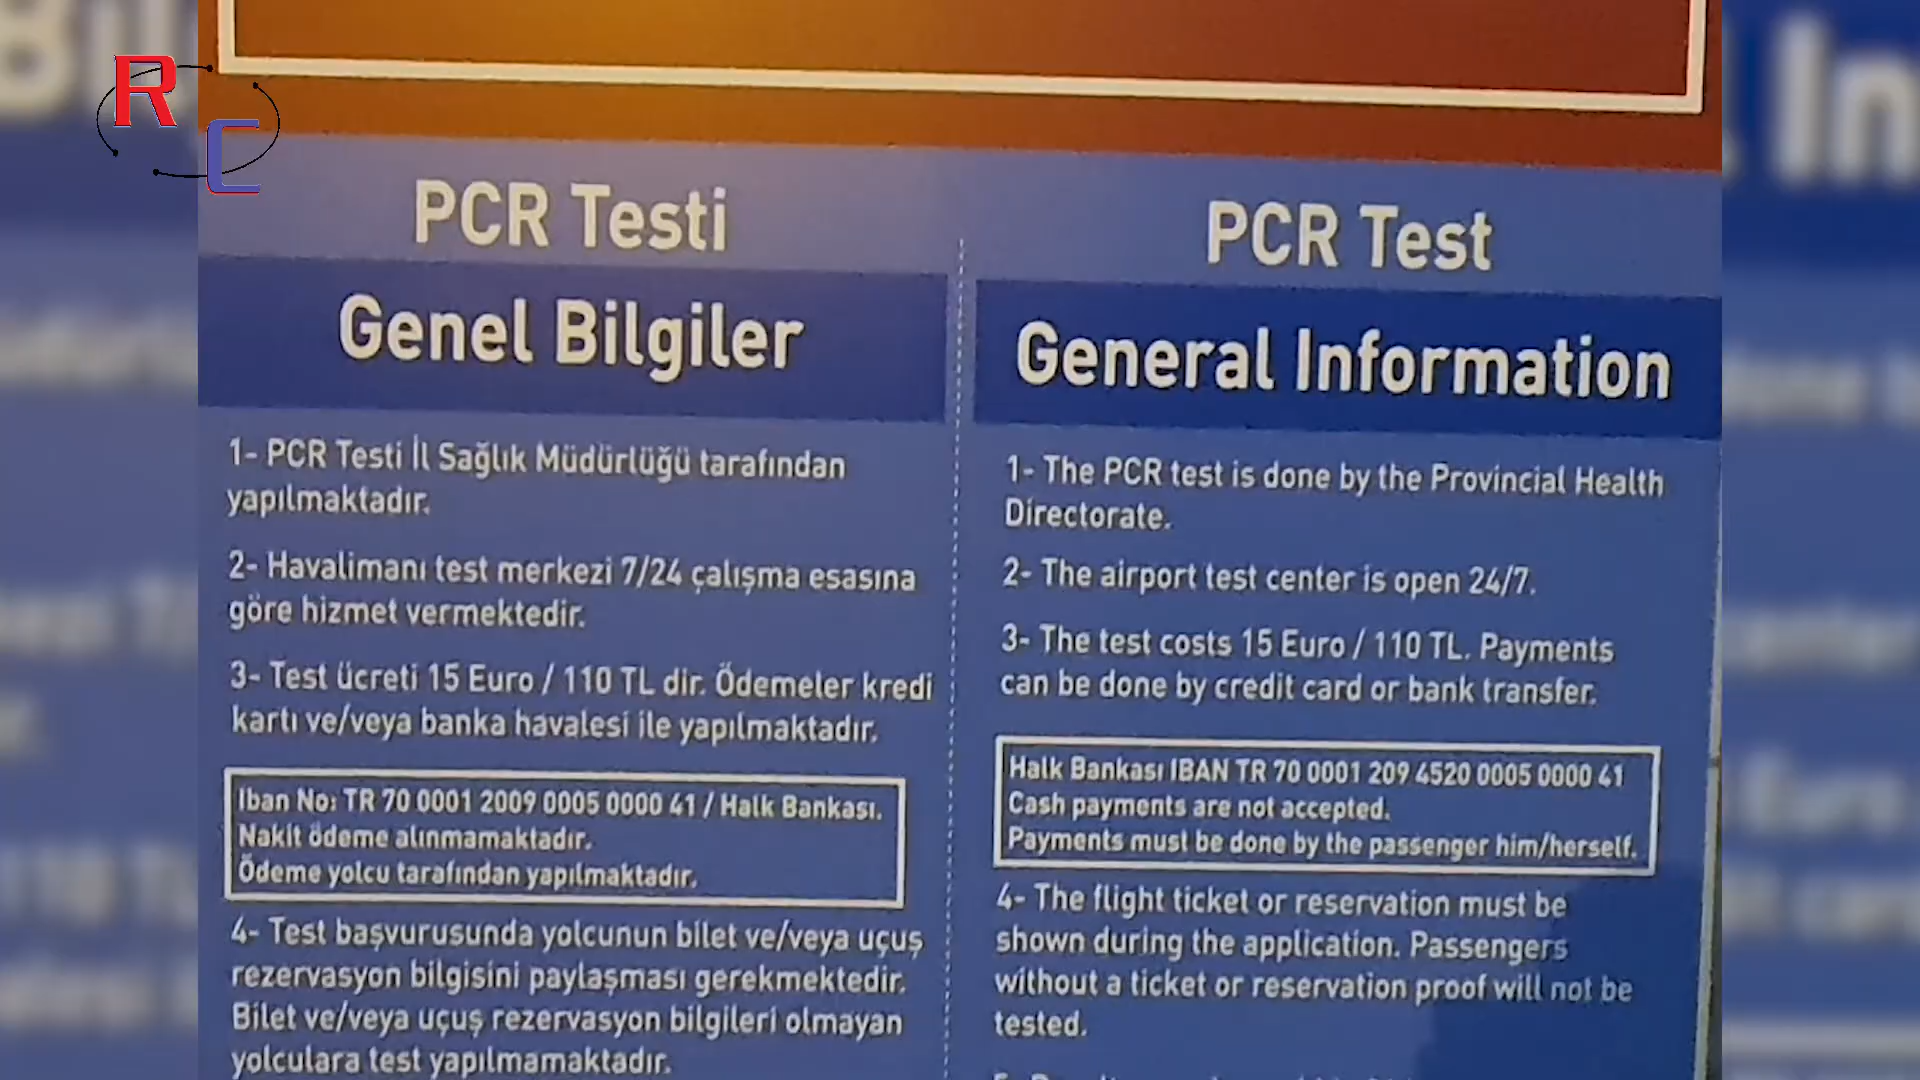 R
C
PCR Testi
Genel Bilgiler
1- PCR Testi İl Sağlık Müdürlüğü tarafından
yapılmaktadır.
2- Havalimanı test merkezi 7/24 çalışma esasına
göre hizmet vermektedir.
3- Test ücreti 15 Euro / 110 TL dir. Ödemeler kredi
kartı ve/veya banka havalesi ile yapılmaktadır.
Iban No: TR 70 0001 2009 0005 0000 41 / Halk Bankası.
Nakit ödeme alınmamaktadır.
Ödeme yolcu tarafından yapılmaktadır.
4- Test başvurusunda yolcunun bilet ve/veya uçuş
rezervasyon bilgisini paylaşması gerekmektedir.
Bilet ve/veya uçuş rezervasyon bilgileri olmayan
yolculara test yapılmamaktadır.
PCR Test
General Information
1- The PCR test is done by the Provincial Health
Directorate.
2- The airport test center is open 24/7.
3- The test costs 15 Euro / 110 TL. Payments
can be done by credit card or bank transfer.
Halk Bankası IBAN TR 70 0001 209 4520 0005 0000 41
Cash payments are not accepted.
Payments must be done by the passenger him/herself.
4- The flight ticket or reservation must be
shown during the application. Passengers
without a ticket or reservation proof will not be
tested.